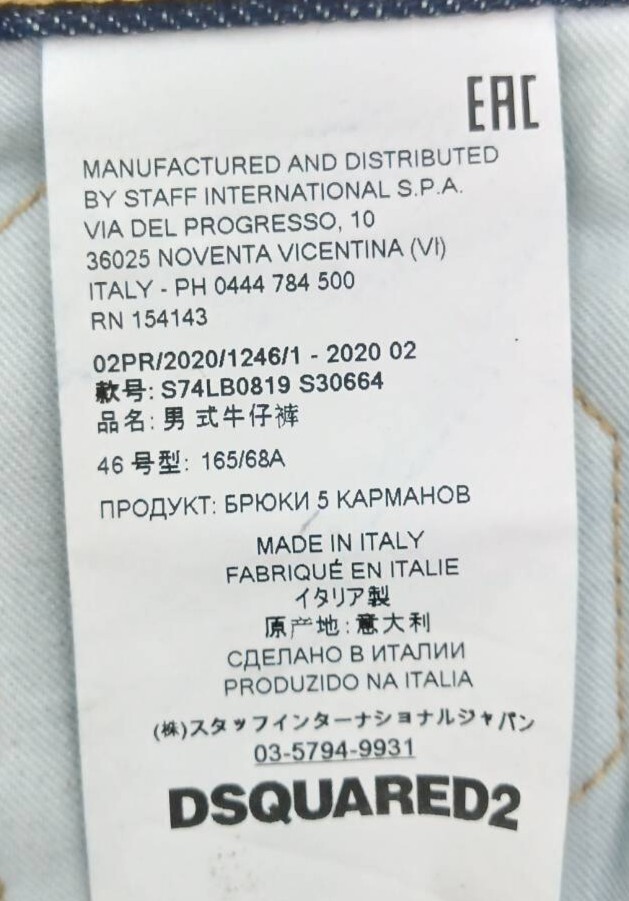 EAC
MANUFACTURED AND DISTRIBUTED
BY STAFF INTERNATIONAL S.P.A.
VIA DEL PROGRESSO, 10
36025 NOVENTA VICENTINA (VI)
ITALY - PH 0444 784 500
RN 154143
02PR/2020/1246/1 - 2020 02
款号: S74LB0819 S30664
品名: 男 式牛仔裤
46 号型: 165/68A
ПРОДУКТ: БРЮКИ 5 КАРМАНОВ
MADE IN ITALY
FABRIQUÉ EN ITALIE
イタリア製
原产地: 意大利
СДЕЛАНО В ИТАЛИИ
PRODUZIDO NA ITALIA
(株)スタッフインターナショナルジャパン
03-5794-9931
DSQUARED2